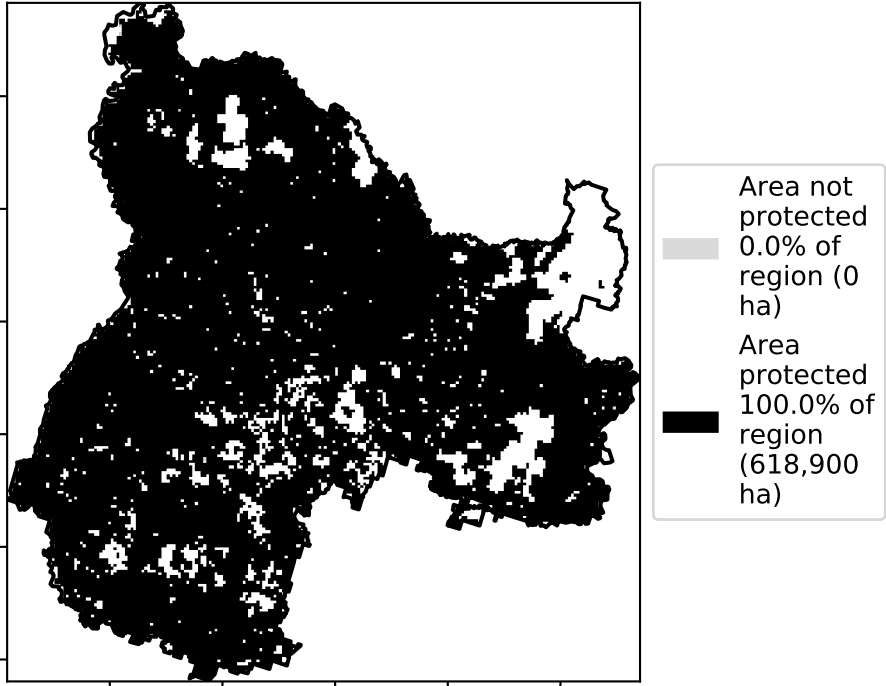 Area not
protected
0.0% of
region (0
ha)
Area
protected
100.0% of
region
(618,900
ha)